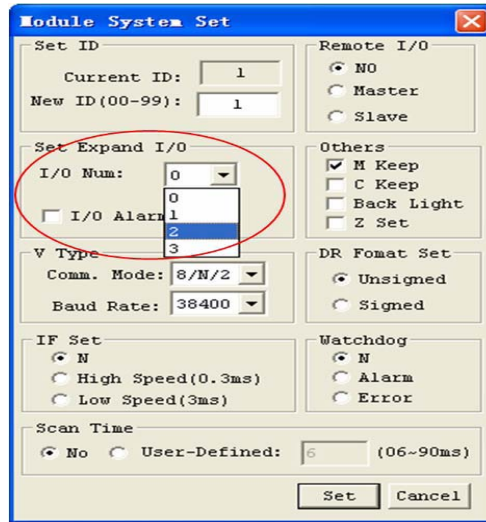 Module System Set
Set ID
Current ID: 1
New ID(00-99): 1
Remote I/O
NO
Master
Slave
Set Expand I/O
I/O Num: 0
0
1
2
3
I/O Alarm
Others
M Keep
C Keep
Back Light
Z Set
V Type
Comm. Mode: 8/N/2
Baud Rate: 38400
DR Fomat Set
Unsigned
Signed
IF Set
N
High Speed(0.3ms)
Low Speed(3ms)
Watchdog
N
Alarm
Error
Scan Time
No User-Defined: 6 (06~90ms)
Set Cancel